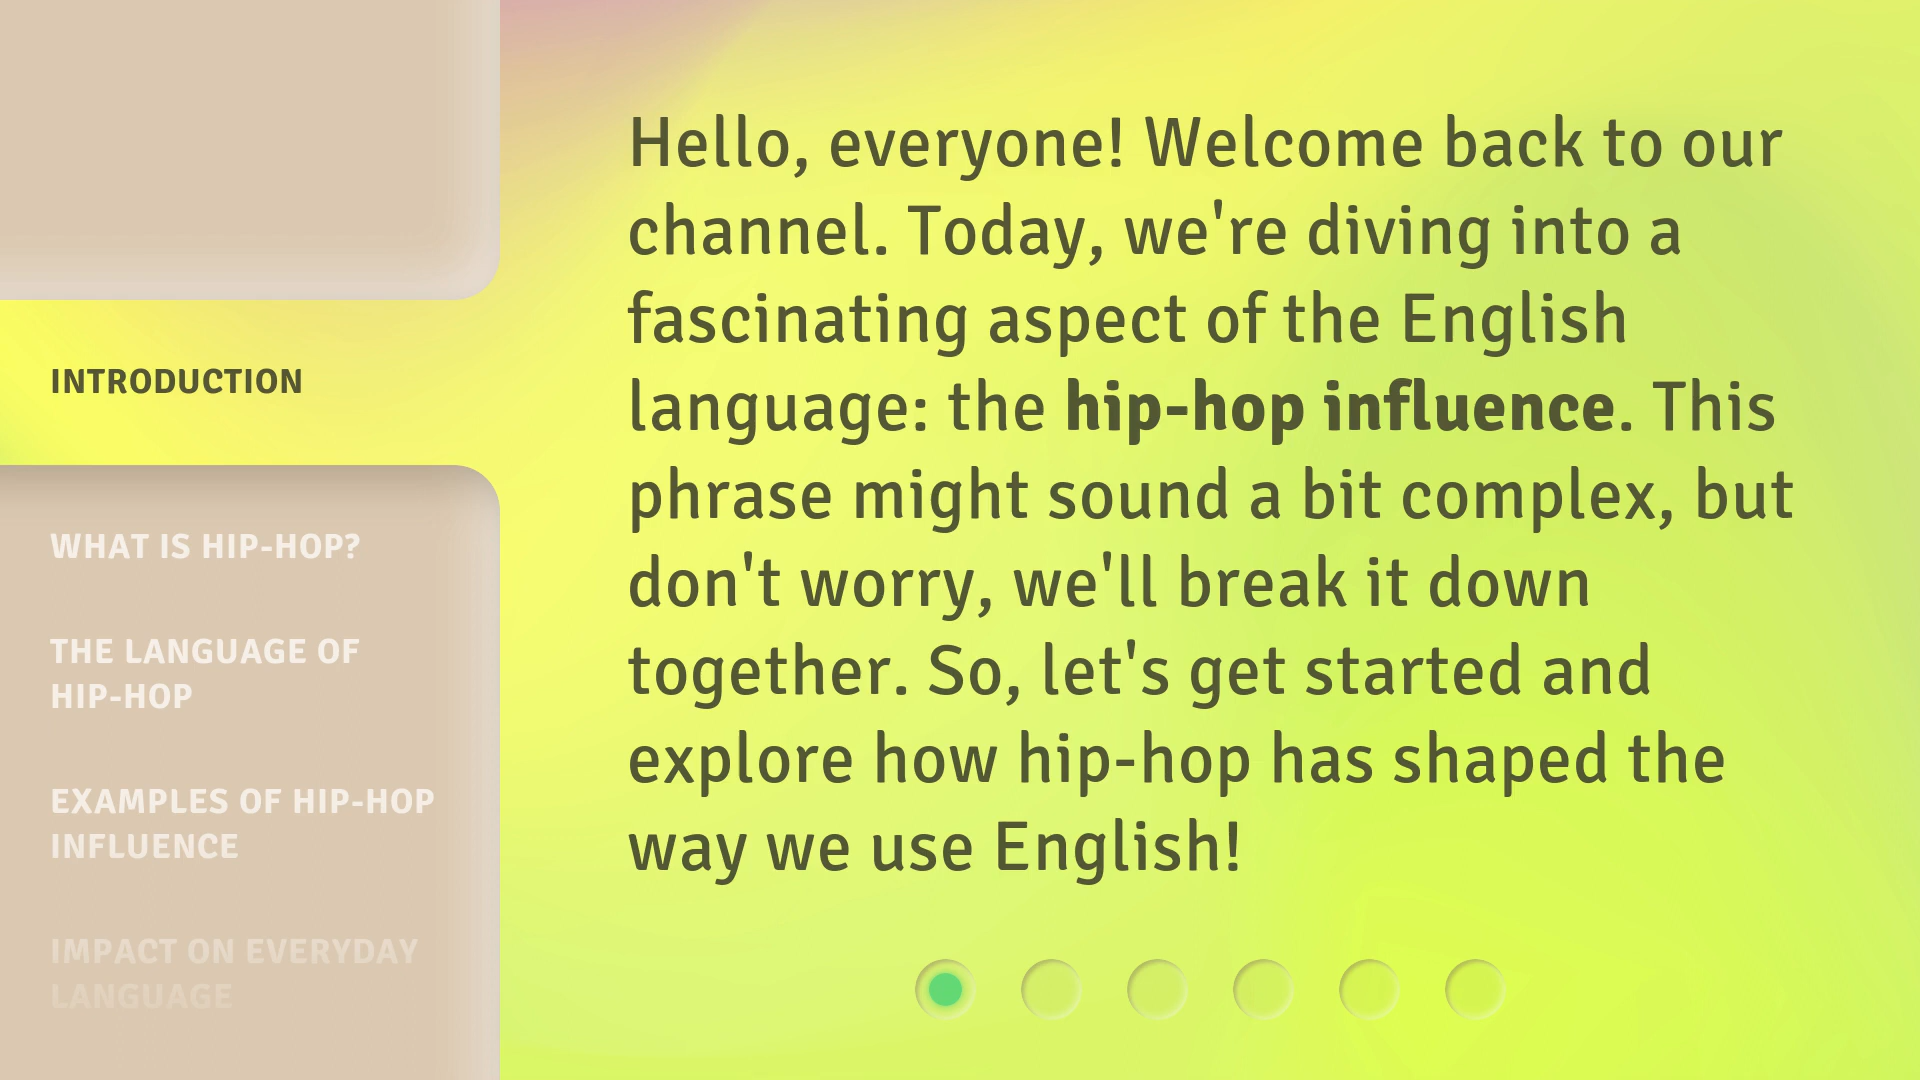 INTRODUCTION
WHAT IS HIP-HOP?
THE LANGUAGE OF
HIP-HOP
EXAMPLES OF HIP-HOP
INFLUENCE
IMPACT ON EVERYDAY
LANGUAGE
Hello, everyone! Welcome back to our
channel. Today, we're diving into a
fascinating aspect of the English
language: the hip-hop influence. This
phrase might sound a bit complex, but
don't worry, we'll break it down
together. So, let's get started and
explore how hip-hop has shaped the
way we use English!